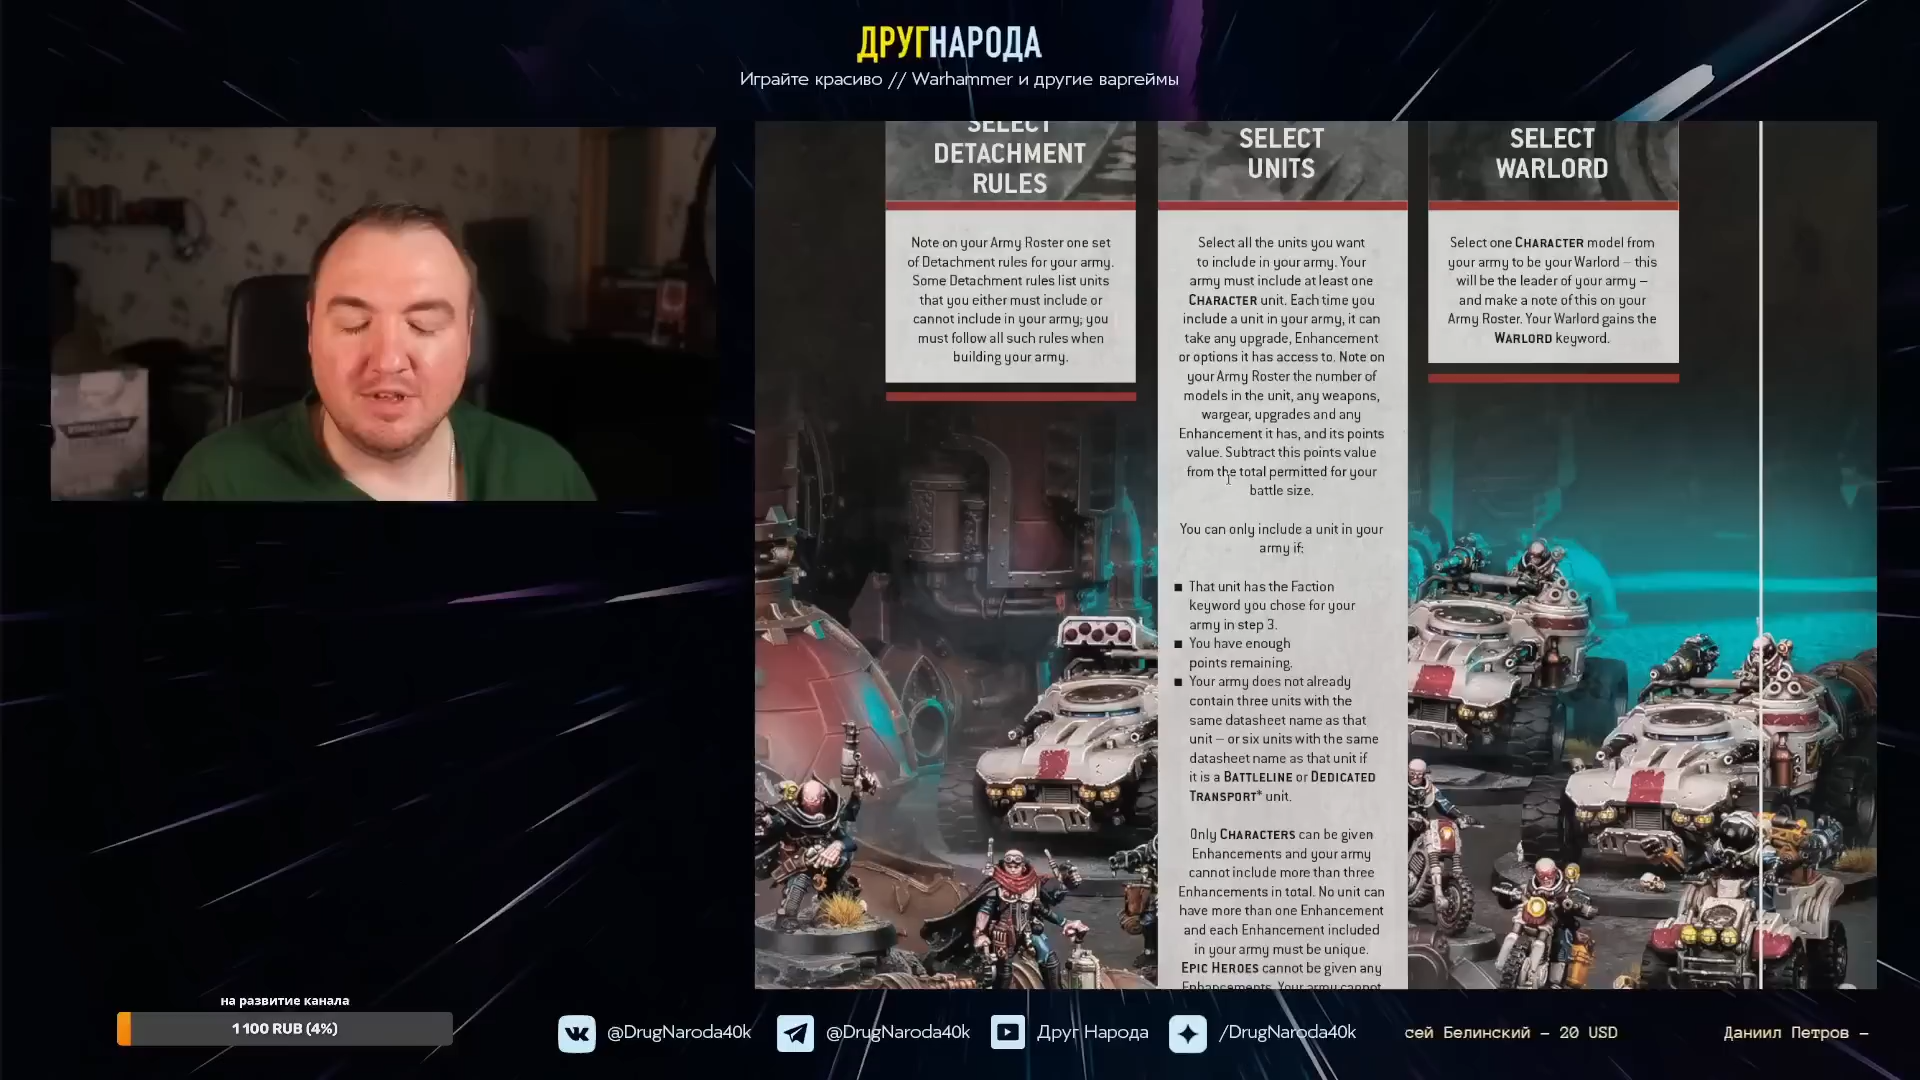 ДРУГНАРОДА
Играйте красиво // Warhammer и другие варгеймы
SELECT
DETACHMENT
RULES
Note on your Army Roster one set
of Detachment rules for your army.
Some Detachment rules list units
that you either must include or
cannot include in your army; you
must follow all such rules when
building your army.
SELECT
UNITS
Select all the units you want
to include in your army. Your
army must include at least one
CHARACTER unit. Each time you
include a unit in your army, it can
take any upgrade, Enhancement
or options it has access to. Note on
your Army Roster the number of
models in the unit, any weapons,
wargear, upgrades and any
Enhancement it has, and its points
value. Subtract this points value
from the total permitted for your
battle size.
You can only include a unit in your
army if:
■ That unit has the Faction
keyword you chose for your
army in step 3.
■ You have enough
points remaining.
■ Your army does not already
contain three units with the
same datasheet name as that
unit – or six units with the same
datasheet name as that unit if
it is a BATTLELINE or DEDICATED
TRANSPORT* unit.
Only CHARACTERS can be given
Enhancements and your army
cannot include more than three
Enhancements in total. No unit can
have more than one Enhancement
and each Enhancement included
in your army must be unique.
EPIC HEROES cannot be given any
Enhancements. Your army cannot
SELECT
WARLORD
Select one CHARACTER model from
your army to be your Warlord – this
will be the leader of your army –
and make a note of this on your
Army Roster. Your Warlord gains the
WARLORD keyword.
на развитие канала
1100 RUB (4%)
@DrugNaroda40k
@DrugNaroda40k
Друг Народа
/DrugNaroda40k
сей Белинский - 20 USD
Даниил Петров -